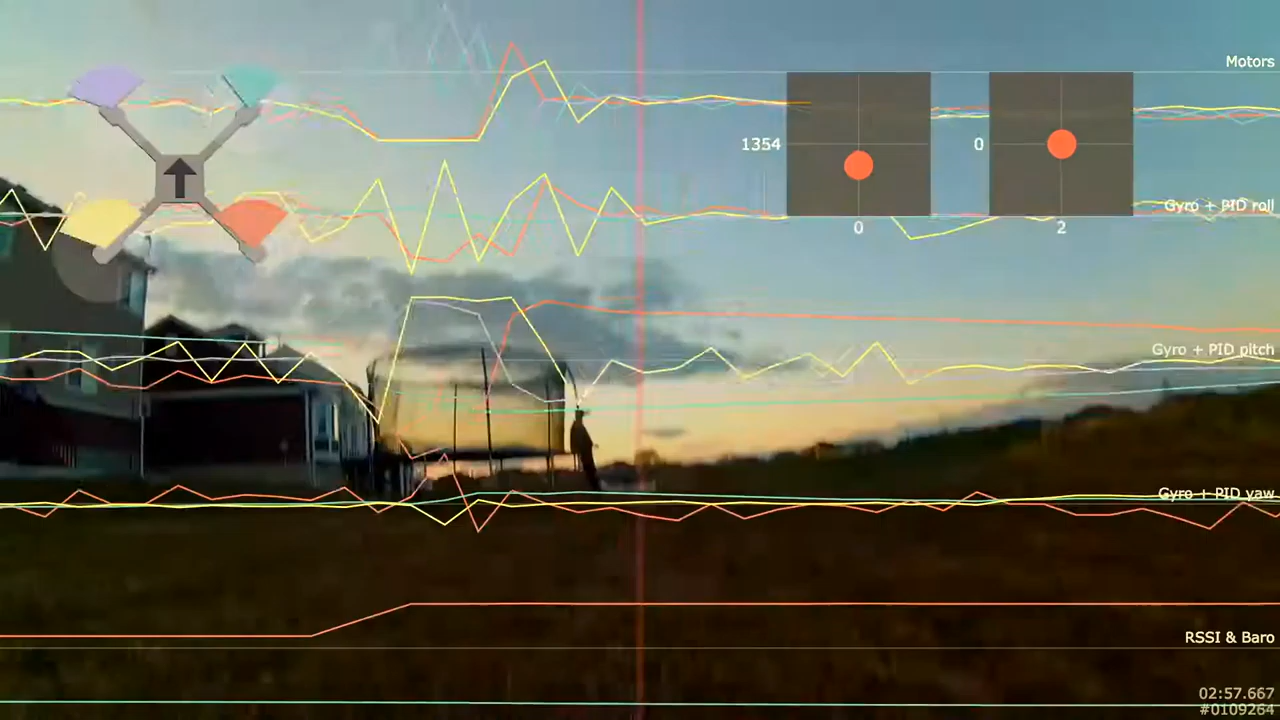 Motors
1354
0
0
2
Gyro + PID roll
Gyro + PID pitch
Gyro + PID yaw
RSSI & Baro
02:57.667
#0109264